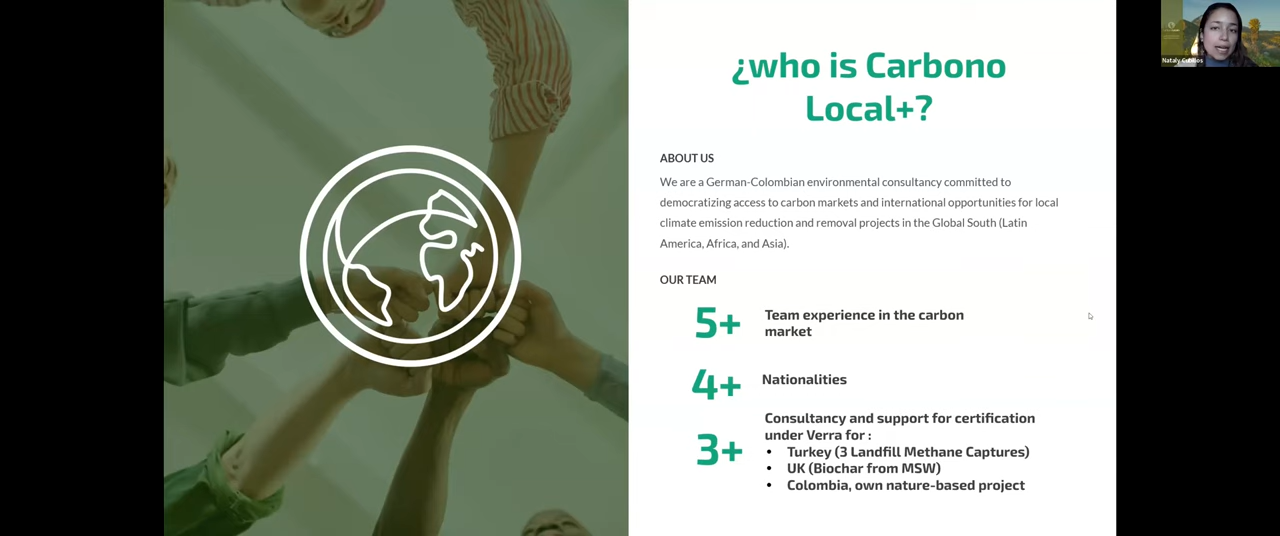 ¿who is Carbono
Local+?
ABOUT US
We are a German-Colombian environmental consultancy committed to
democratizing access to carbon markets and international opportunities for local
climate emission reduction and removal projects in the Global South (Latin
America, Africa, and Asia).
OUR TEAM
5+ Team experience in the carbon
market
4+ Nationalities
3+ Consultancy and support for certification
under Verra for :
• Turkey (3 Landfill Methane Captures)
• UK (Biochar from MSW)
• Colombia, own nature-based project
Nataly Cubillos